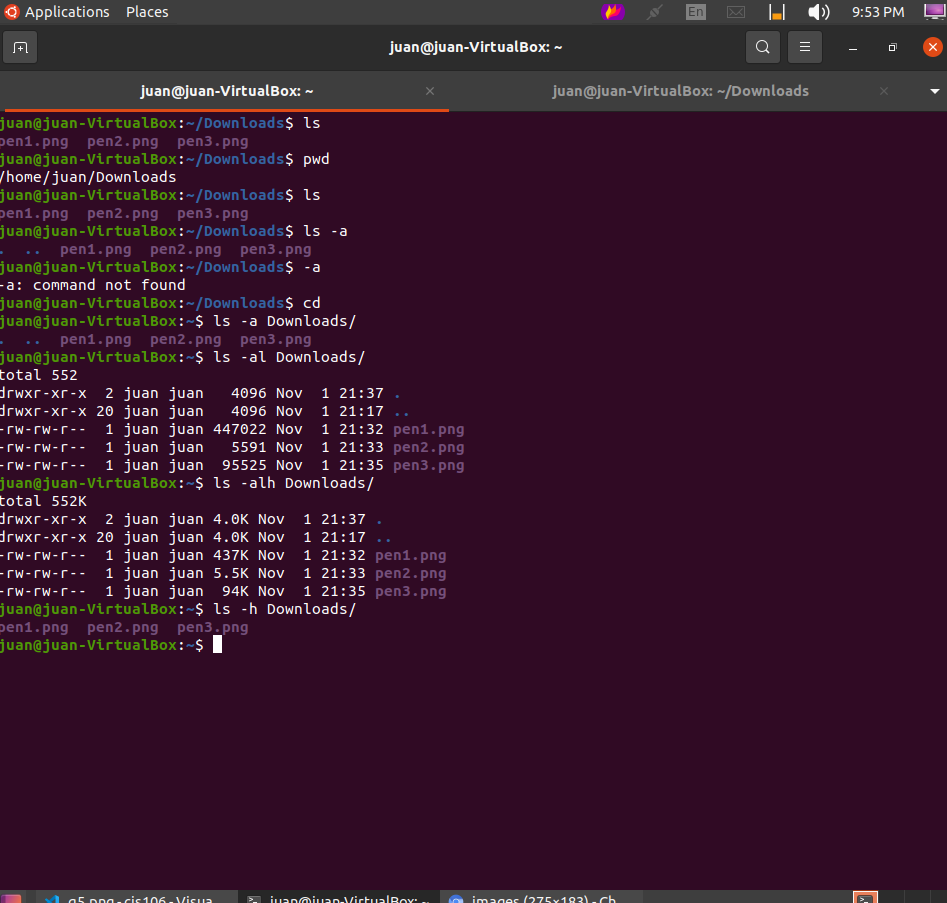 Applications Places En 9:53 PM
juan@juan-VirtualBox: ~
juan@juan-VirtualBox: ~ juan@juan-VirtualBox: ~/Downloads
juan@juan-VirtualBox:~/Downloads$ ls
pen1.png pen2.png pen3.png
juan@juan-VirtualBox:~/Downloads$ pwd
/home/juan/Downloads
juan@juan-VirtualBox:~/Downloads$ ls
pen1.png pen2.png pen3.png
juan@juan-VirtualBox:~/Downloads$ ls -a
. .. pen1.png pen2.png pen3.png
juan@juan-VirtualBox:~/Downloads$ -a
-a: command not found
juan@juan-VirtualBox:~/Downloads$ cd
juan@juan-VirtualBox:~$ ls -a Downloads/
. .. pen1.png pen2.png pen3.png
juan@juan-VirtualBox:~$ ls -al Downloads/
total 552
drwxr-xr-x 2 juan juan 4096 Nov 1 21:37 .
drwxr-xr-x 20 juan juan 4096 Nov 1 21:17 ..
-rw-rw-r-- 1 juan juan 447022 Nov 1 21:32 pen1.png
-rw-rw-r-- 1 juan juan 5591 Nov 1 21:33 pen2.png
-rw-rw-r-- 1 juan juan 95525 Nov 1 21:35 pen3.png
juan@juan-VirtualBox:~$ ls -alh Downloads/
total 552K
drwxr-xr-x 2 juan juan 4.0K Nov 1 21:37 .
drwxr-xr-x 20 juan juan 4.0K Nov 1 21:17 ..
-rw-rw-r-- 1 juan juan 437K Nov 1 21:32 pen1.png
-rw-rw-r-- 1 juan juan 5.5K Nov 1 21:33 pen2.png
-rw-rw-r-- 1 juan juan 94K Nov 1 21:35 pen3.png
juan@juan-VirtualBox:~$ ls -h Downloads/
pen1.png pen2.png pen3.png
juan@juan-VirtualBox:~$
q5.png - cis106 - Visua... juan@juan-VirtualBox: ~ images (275×183) - Ch...